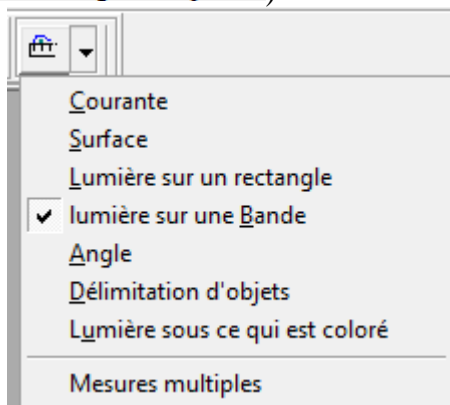 Courante
Surface
Lumière sur un rectangle
lumière sur une Bande
Angle
Délimitation d'objets
Lumière sous ce qui est coloré
Mesures multiples